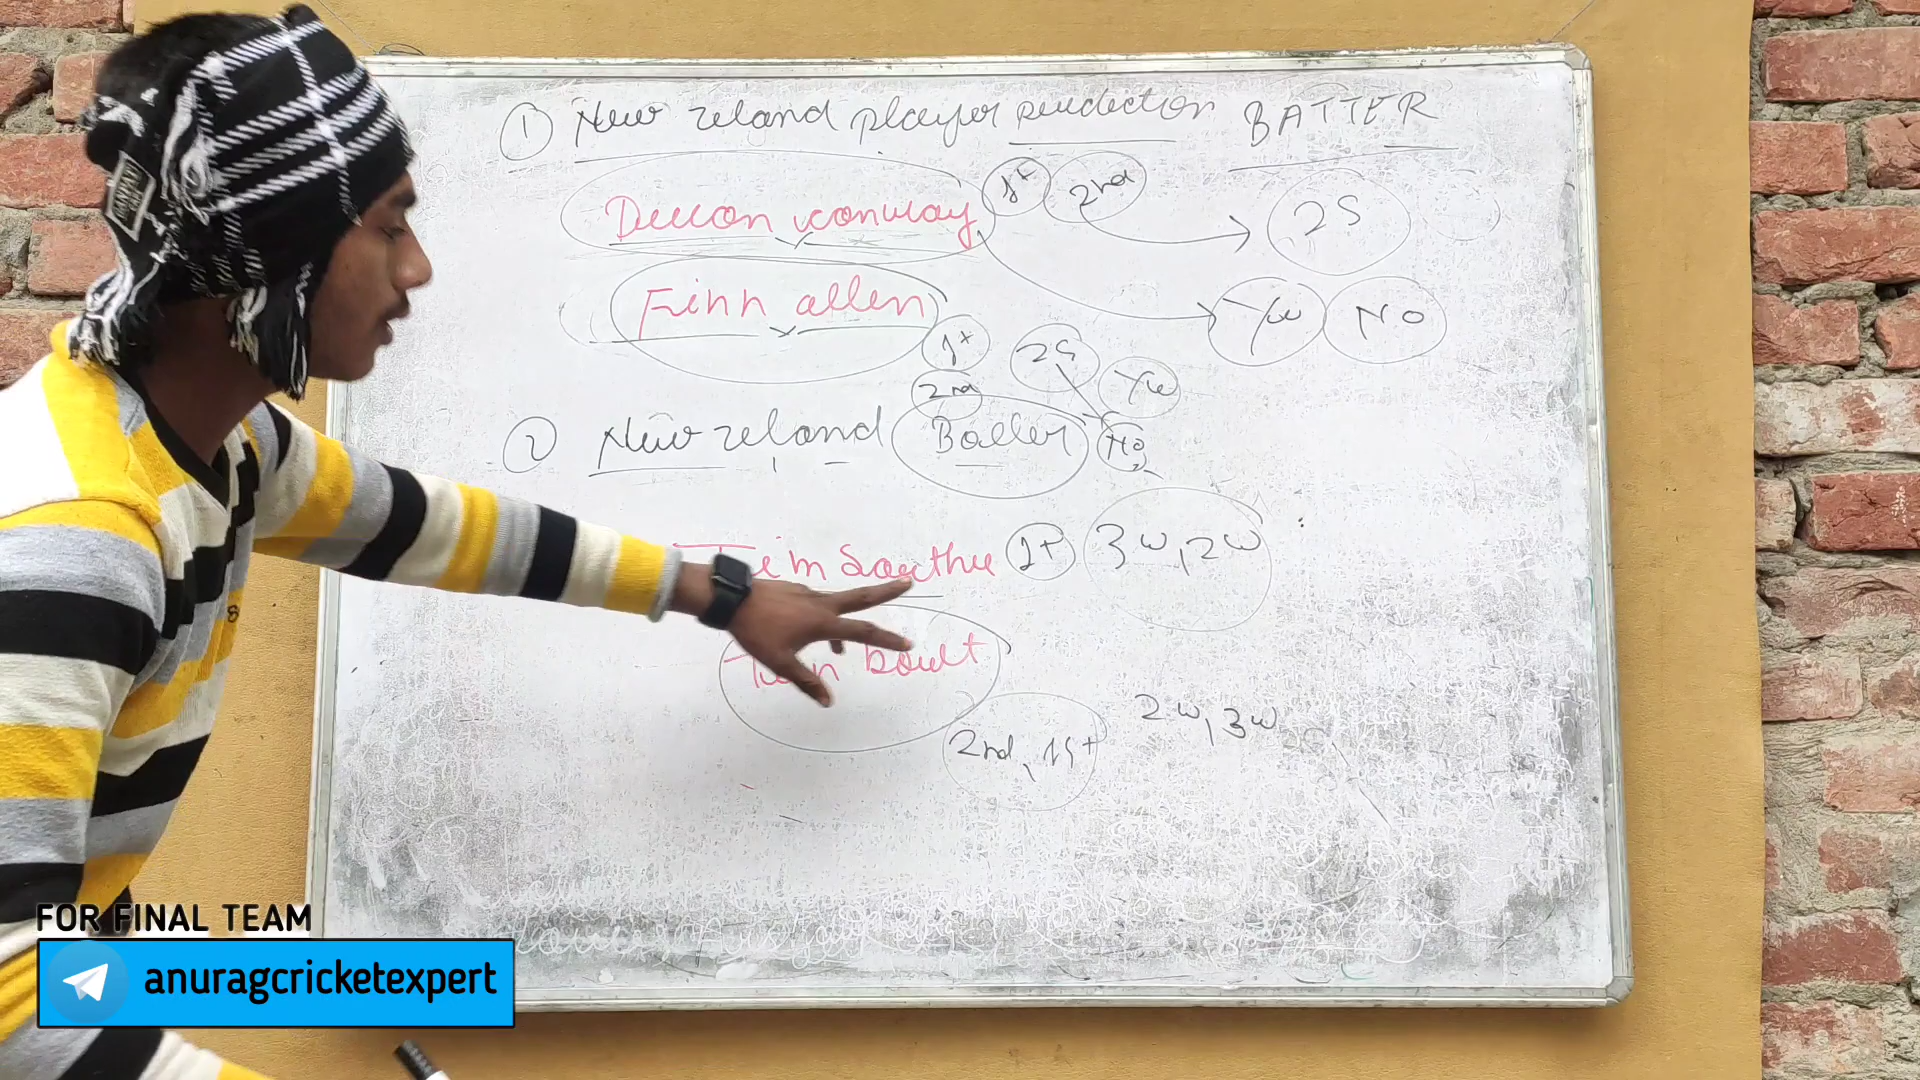 1 New zeland player prediction BATTER
Devon conway 1st 2nd 25
Finn allen Yes No
1st 25 Yes
2nd
2 New zeland Baller No
Tim Southee 1st 3w, 2w
boult
2nd, 1st 2w, 3w
FOR FINAL TEAM
anuragcricketexpert